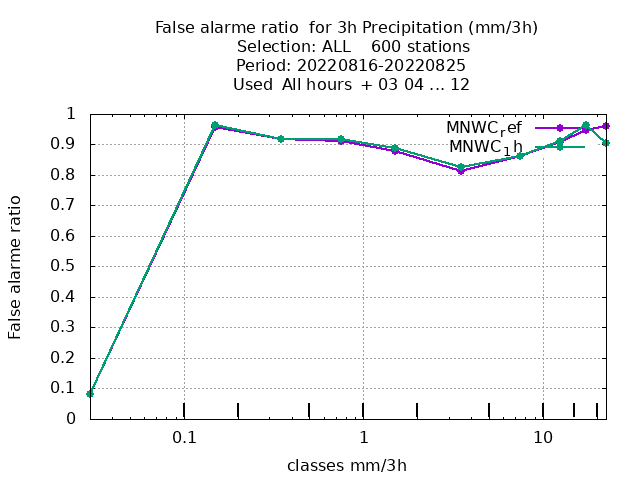 False alarme ratio  for 3h Precipitation (mm/3h)
Selection: ALL    600 stations
Period: 20220816-20220825
Used  All hours  + 03 04 ... 12
MNWC_ref
MNWC_1h
1
0.9
0.8
0.7
0.6
0.5
0.4
0.3
0.2
0.1
0
False alarme ratio
0.1 1 10
classes mm/3h